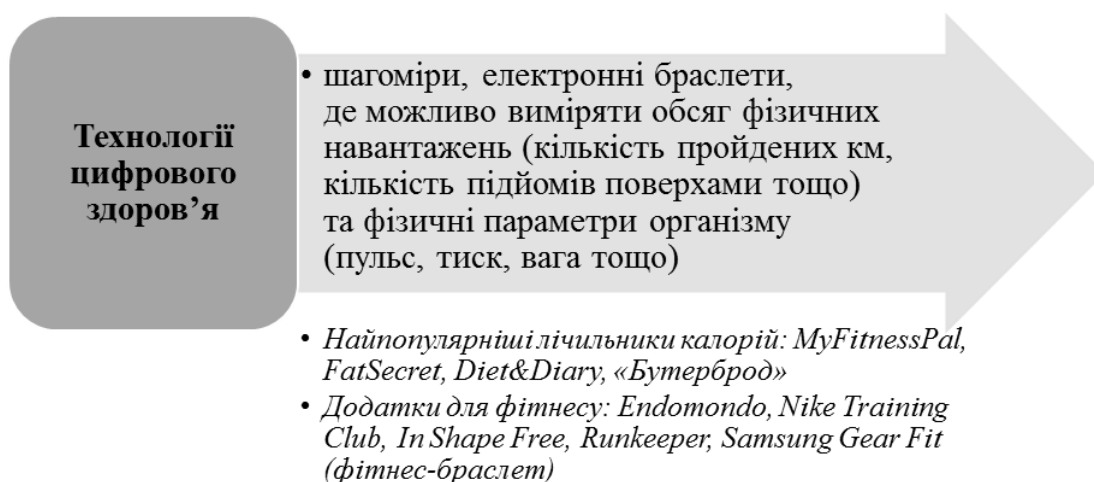 Технології
цифрового
здоров’я
• шагоміри, електронні браслети,
де можливо виміряти обсяг фізичних
навантажень (кількість пройдених км,
кількість підйомів поверхами тощо)
та фізичні параметри організму
(пульс, тиск, вага тощо)
• Найпопулярніші лічильники калорій: MyFitnessPal,
FatSecret, Diet&Diary, «Бутерброд»
• Додатки для фітнесу: Endomondo, Nike Training
Club, In Shape Free, Runkeeper, Samsung Gear Fit
(фітнес-браслет)